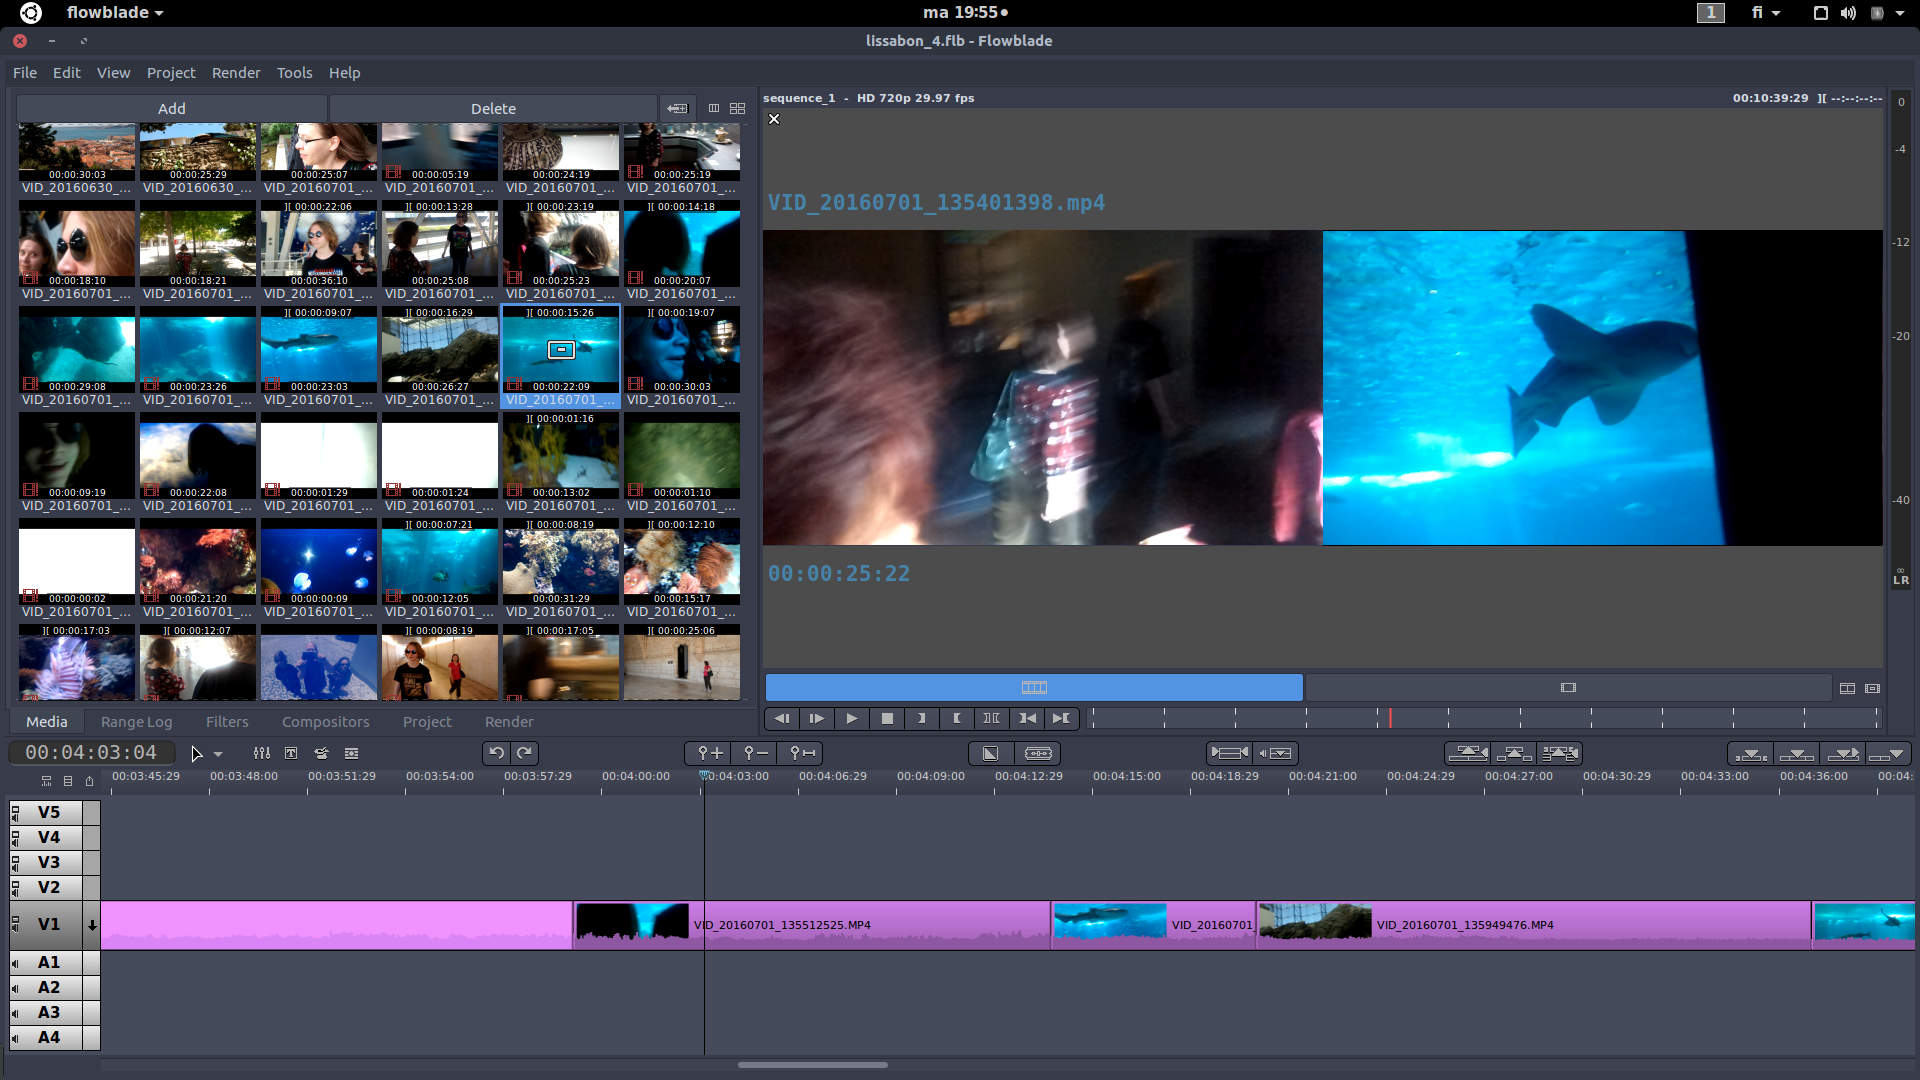 flowblade
ma 19:55
1
fi
lissabon_4.flb - Flowblade
File Edit View Project Render Tools Help
Add Delete
sequence_1 - HD 720p 29.97 fps
00:10:39:29 ][ --:--:--:--
00:00:30:03 00:00:25:29 00:00:25:07 00:00:05:19 00:00:24:19 00:00:25:19
VID_20160630_... VID_20160630_... VID_20160701_... VID_20160701_... VID_20160701_... VID_20160701_...
][ 00:00:22:06 ][ 00:00:13:28 ][ 00:00:23:19 ][ 00:00:14:18
00:00:18:10 00:00:18:21 00:00:36:10 00:00:25:08 00:00:25:23 00:00:20:07
VID_20160701_... VID_20160701_... VID_20160701_... VID_20160701_... VID_20160701_... VID_20160701_...
][ 00:00:09:07 ][ 00:00:16:29 ][ 00:00:15:26 ][ 00:00:19:07
00:00:29:08 00:00:23:26 00:00:23:03 00:00:26:27 00:00:22:09 00:00:30:03
VID_20160701_... VID_20160701_... VID_20160701_... VID_20160701_... VID_20160701_... VID_20160701_...
][ 00:00:01:16
00:00:09:19 00:00:22:08 00:00:01:29 00:00:01:24 00:00:13:02 00:00:01:10
VID_20160701_... VID_20160701_... VID_20160701_... VID_20160701_... VID_20160701_... VID_20160701_...
][ 00:00:07:21 ][ 00:00:08:19 ][ 00:00:12:10
00:00:00:02 00:00:21:20 00:00:00:09 00:00:12:05 00:00:31:29 00:00:15:17
VID_20160701_... VID_20160701_... VID_20160701_... VID_20160701_... VID_20160701_... VID_20160701_...
][ 00:00:17:03 ][ 00:00:12:07 ][ 00:00:08:19 ][ 00:00:17:05 ][ 00:00:25:06
VID_20160701_135401398.mp4
00:00:25:22
0
-4
-12
-20
-40
∞
LR
Media Range Log Filters Compositors Project Render
00:04:03:04
00:03:45:29 00:03:48:00 00:03:51:29 00:03:54:00 00:03:57:29 00:04:00:00 00:04:03:00 00:04:06:29 00:04:09:00 00:04:12:29 00:04:15:00 00:04:18:29 00:04:21:00 00:04:24:29 00:04:27:00 00:04:30:29 00:04:33:00 00:04:36:00 00:04:
V5
V4
V3
V2
V1
VID_20160701_135512525.MP4 VID_20160701_ VID_20160701_135949476.MP4
A1
A2
A3
A4